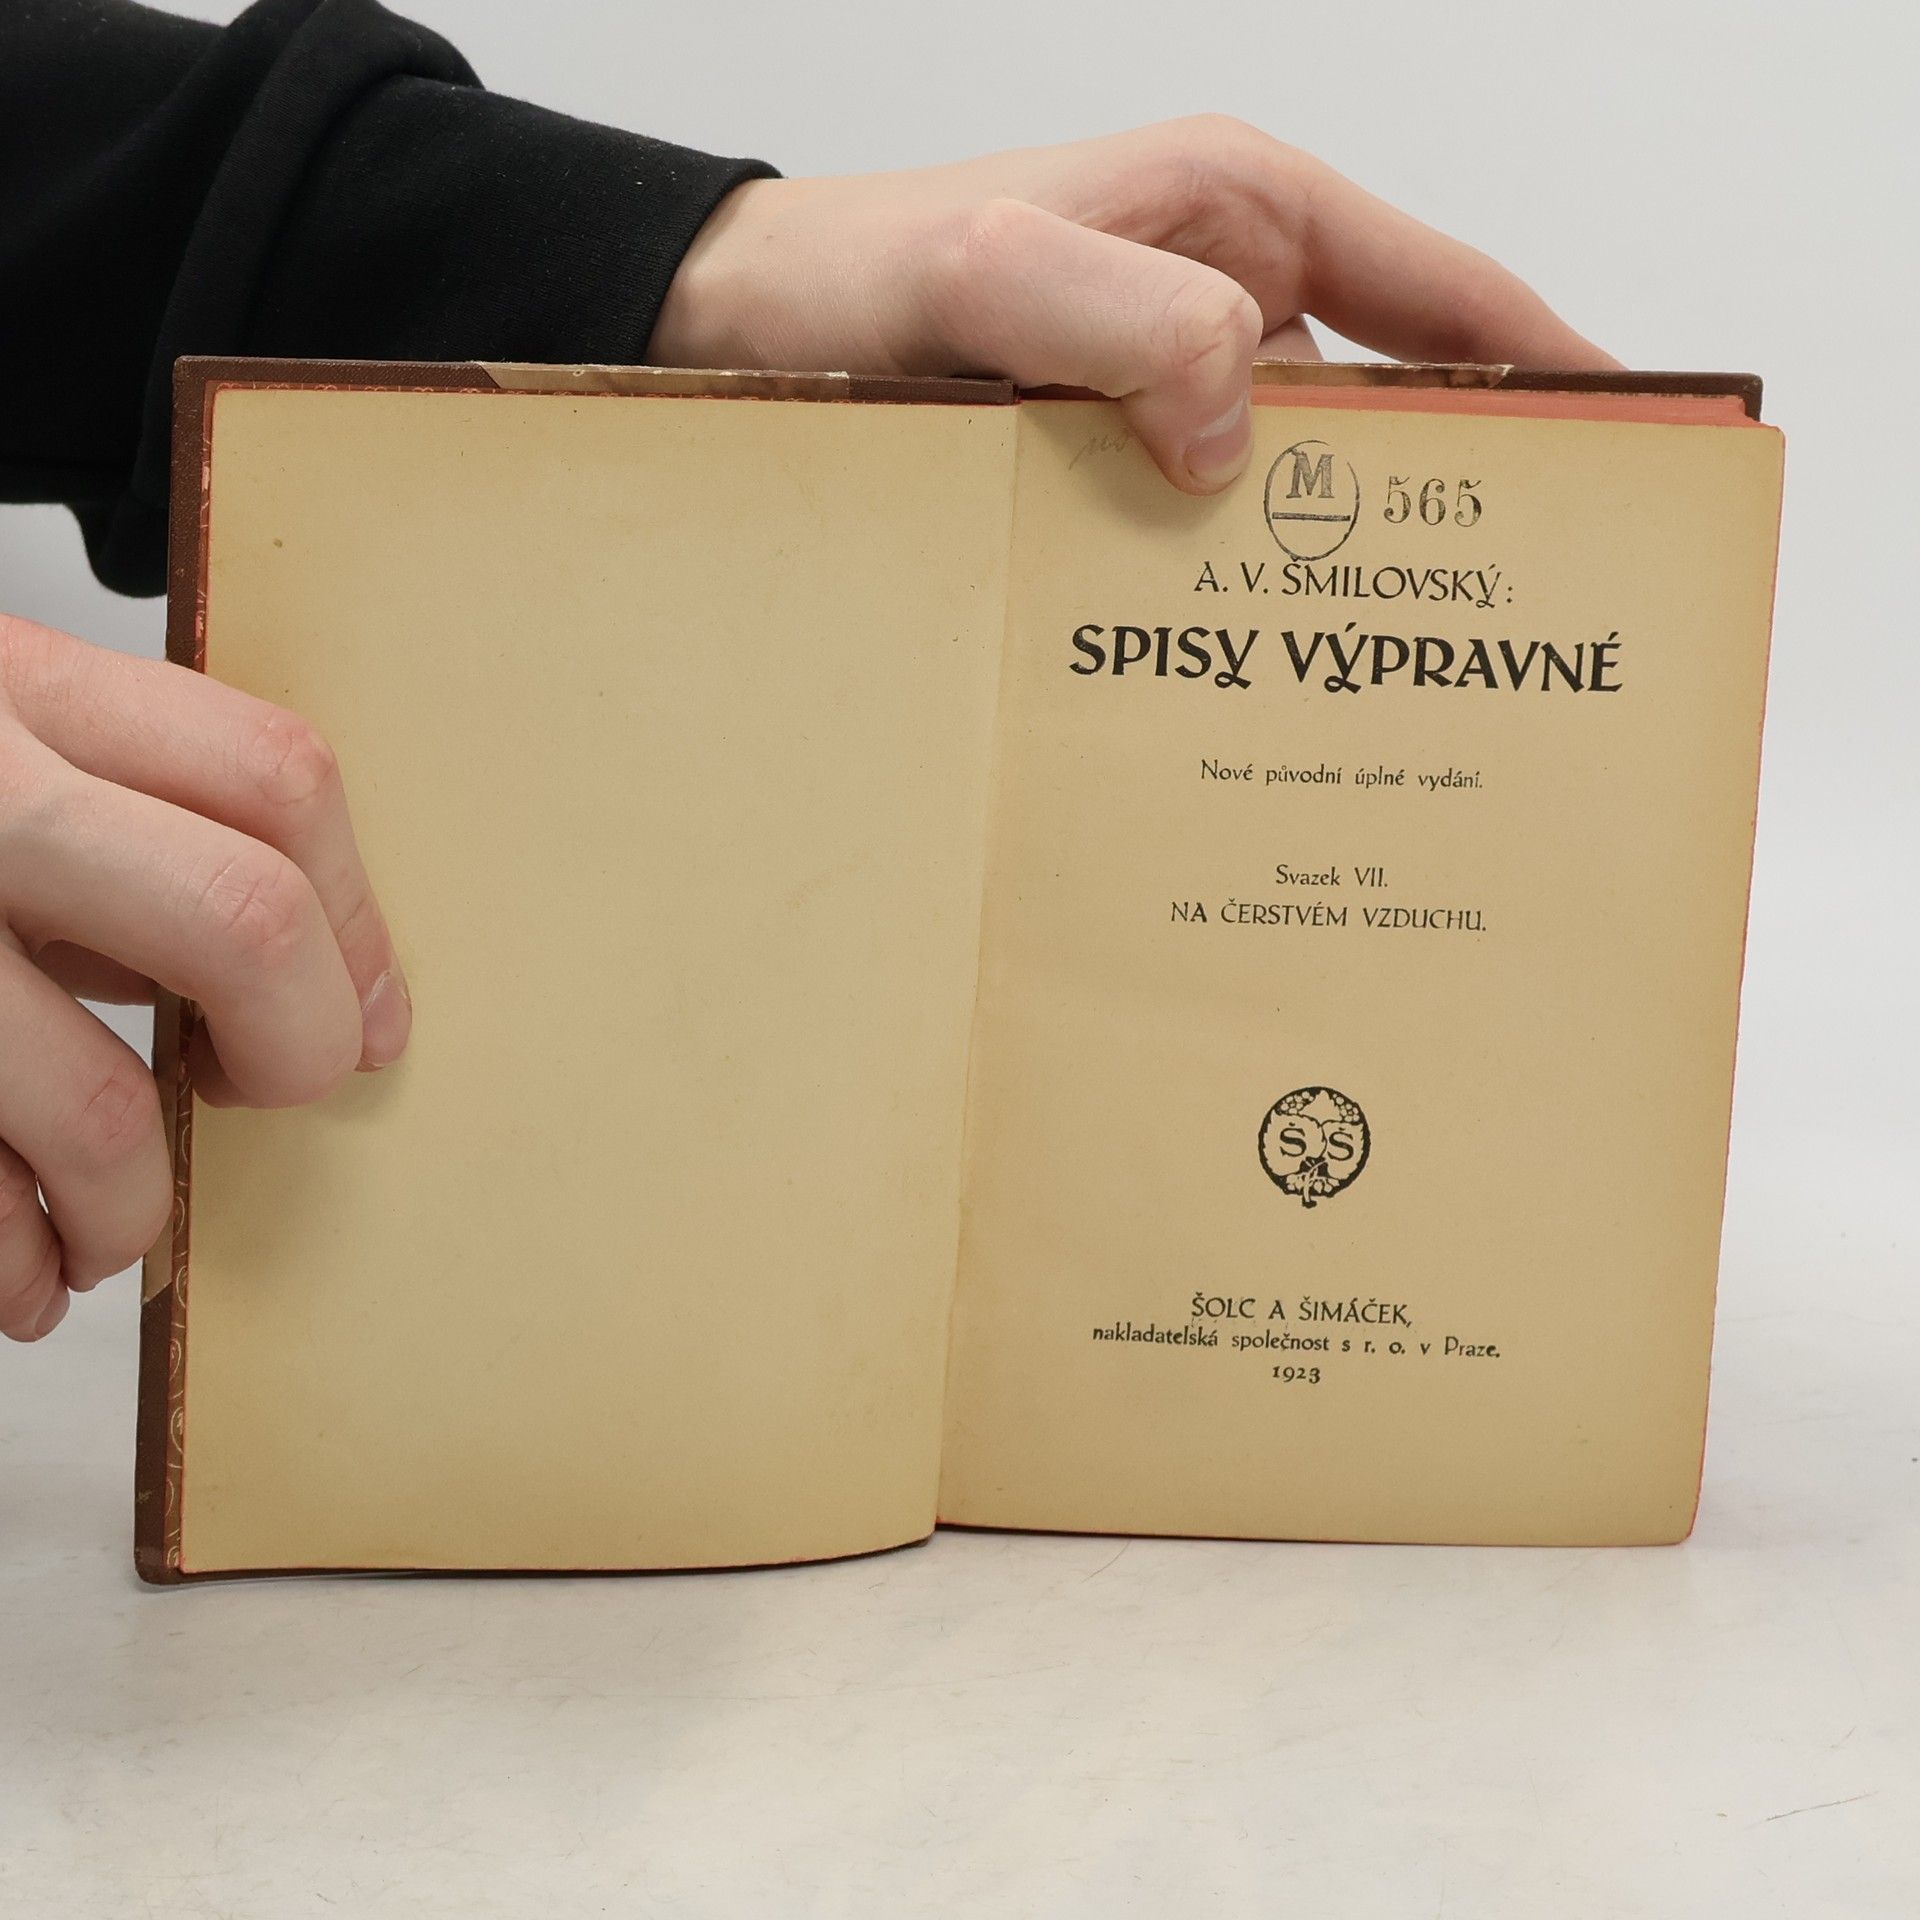 M 565
A. V. ŠMILOVSKÝ:
SPISY VÝPRAVNÉ
Nové původní úplné vydání.
Svazek VII.
NA ČERSTVÉM VZDUCHU.
Š Š
ŠOLC A ŠIMÁČEK,
nakladatelská společnost s r. o. v Praze.
1923